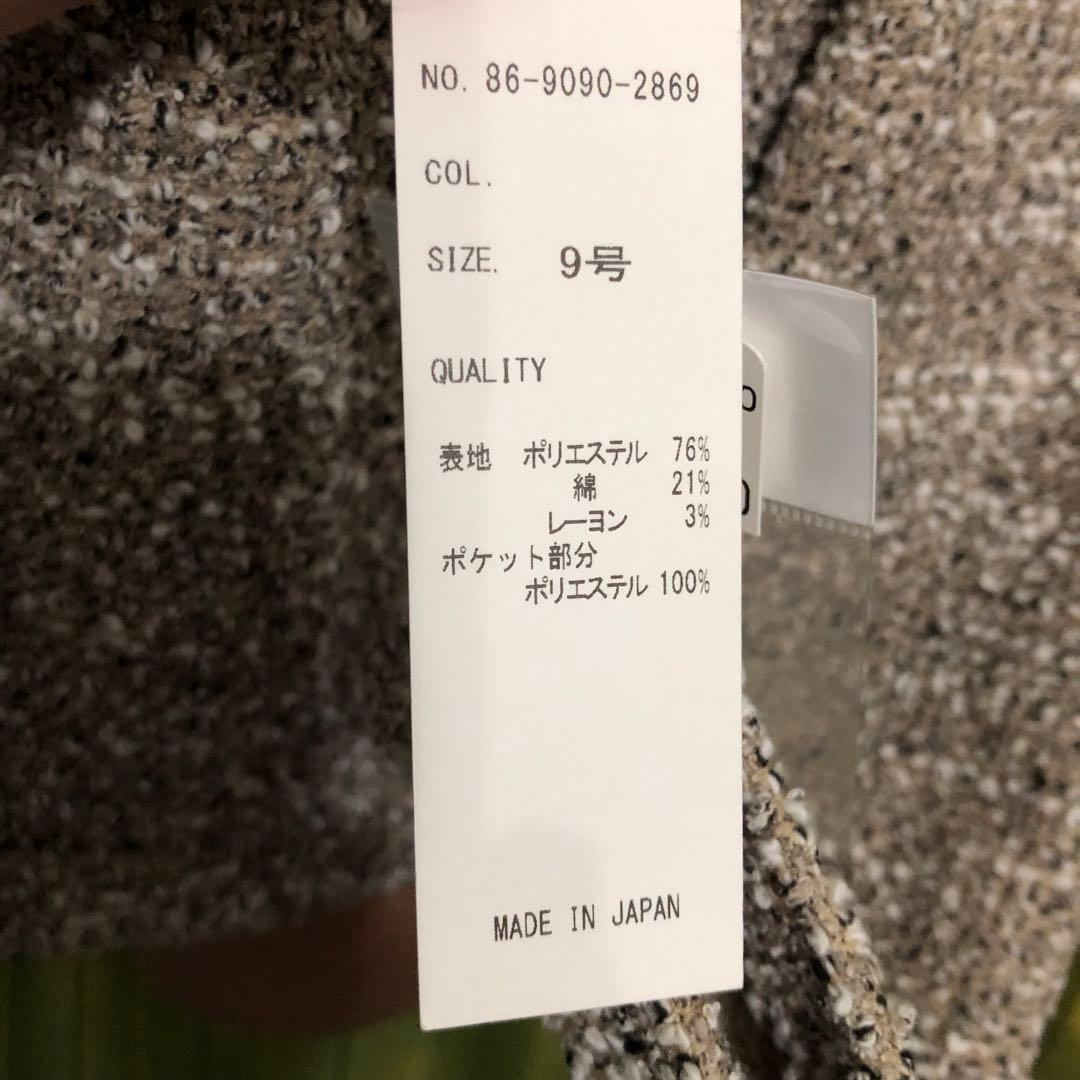 NO. 86-9090-2869
COL.
SIZE. 9号
QUALITY
表地 ポリエステル 76%
綿 21%
レーヨン 3%
ポケット部分
ポリエステル 100%
MADE IN JAPAN